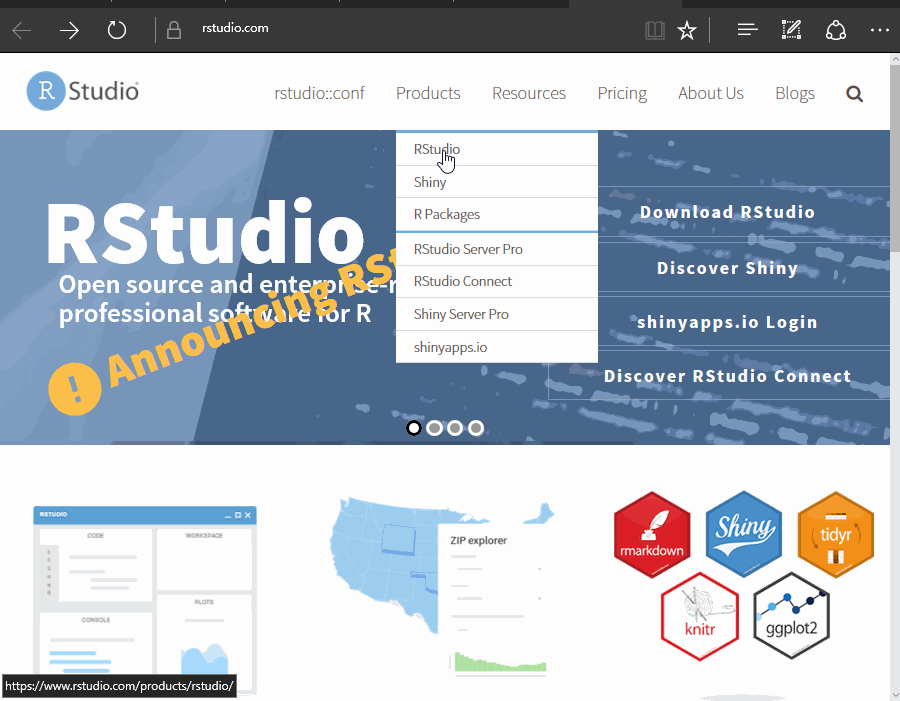 rstudio.com
R Studio
rstudio::conf
Products
Resources
Pricing
About Us
Blogs
RStudio
Shiny
R Packages
RStudio Server Pro
RStudio Connect
Shiny Server Pro
shinyapps.io
RStudio
Open source and enterprise-r
professional software for R
! Announcing RSt
Download RStudio
Discover Shiny
shinyapps.io Login
Discover RStudio Connect
RSTUDIO
CODE
WORKSPACE
CONSOLE
PLOTS
ZIP explorer
rmarkdown
Shiny
tidyr
knitr
ggplot2
https://www.rstudio.com/products/rstudio/